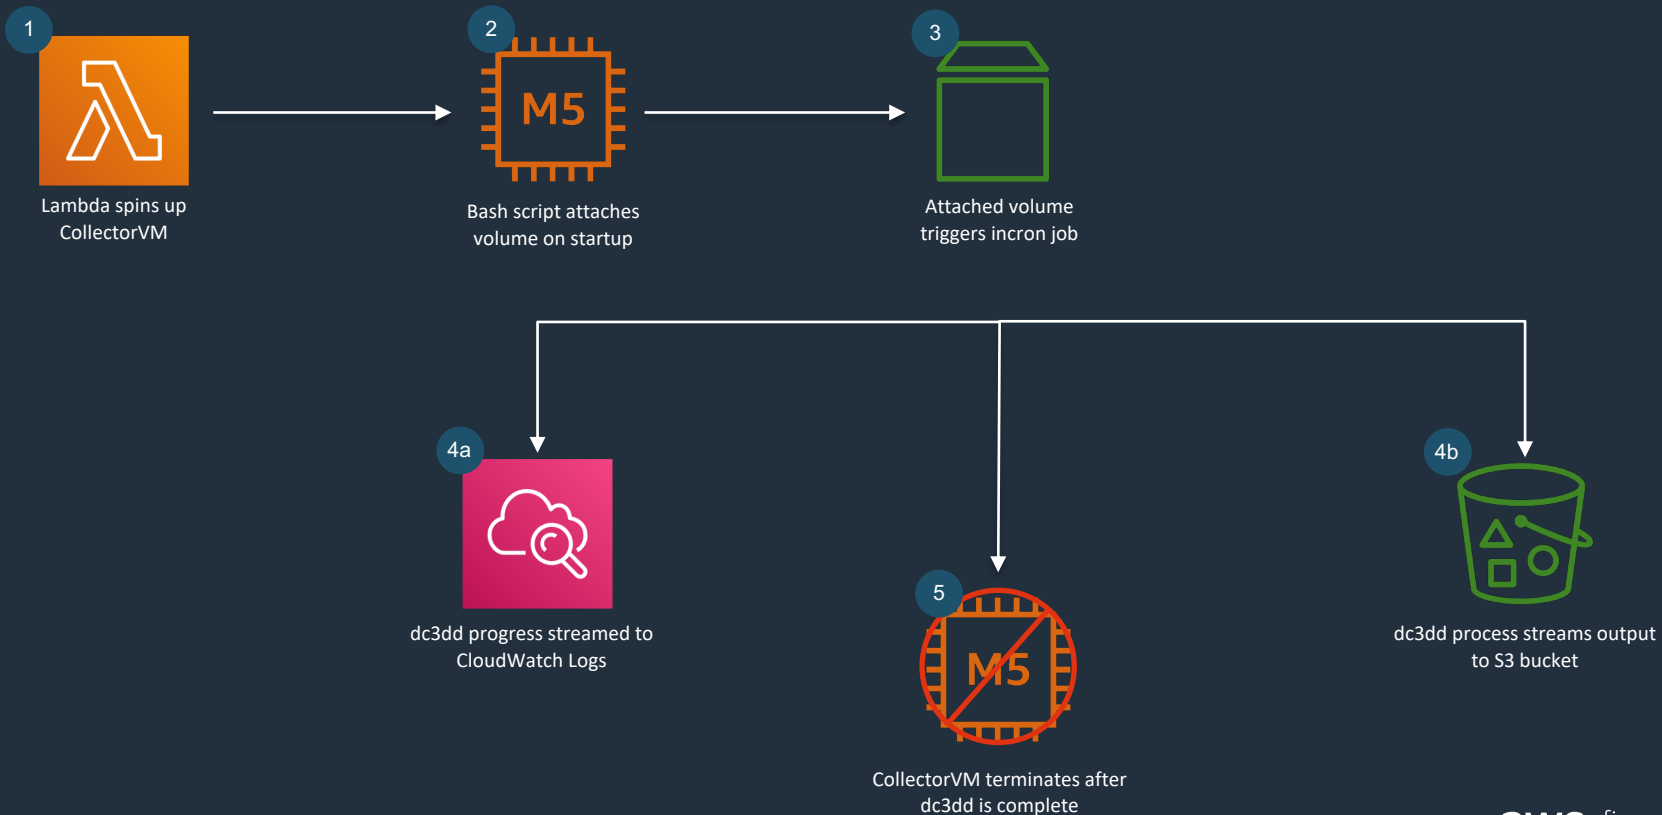 1
Lambda spins up
CollectorVM
2
M5
Bash script attaches
volume on startup
3
Attached volume
triggers incron job
4a
dc3dd progress streamed to
CloudWatch Logs
5
M5
CollectorVM terminates after
dc3dd is complete
4b
dc3dd process streams output
to S3 bucket